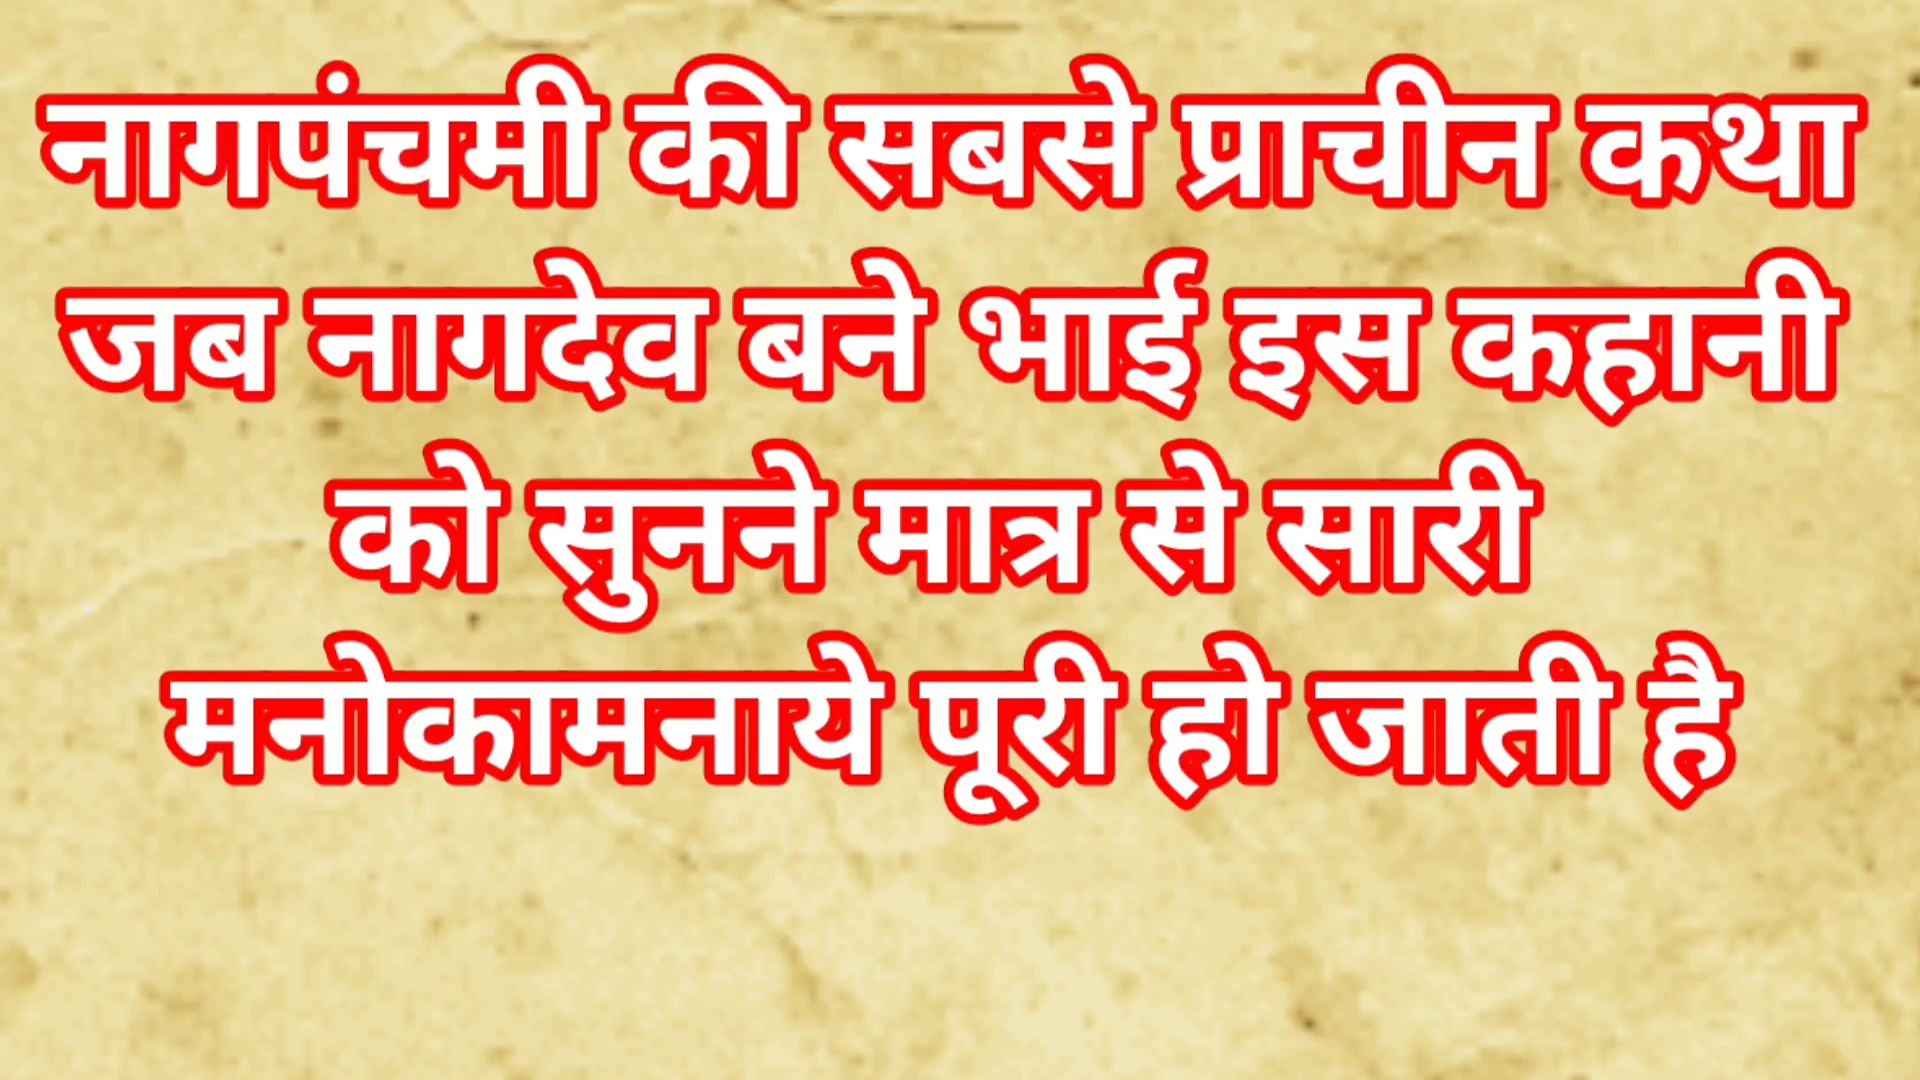 नागपंचमी की सबसे प्राचीन कथा
जब नागदेव बने भाई इस कहानी
को सुनने मात्र से सारी
मनोकामनाये पूरी हो जाती है